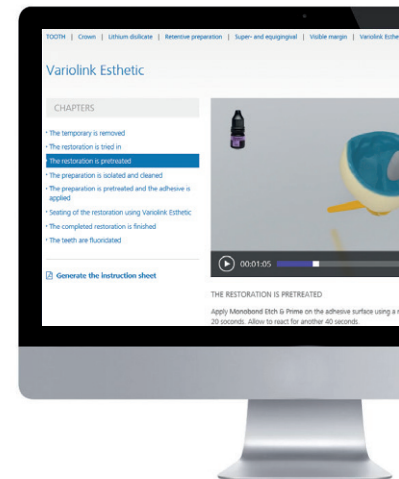 TOOTH | Crown | Lithium disilicate | Retentive preparation | Super- and equigingival | Visible margin | Variolink Esthe
Variolink Esthetic
CHAPTERS
The temporary is removed
The restoration is tried in
The restoration is pretreated
The preparation is isolated and cleaned
The preparation is pretreated and the adhesive is
applied
Seating of the restoration using Variolink Esthetic
The completed restoration is finished
The teeth are fluoridated
Generate the instruction sheet
00:01:05
THE RESTORATION IS PRETREATED
Apply Monobond Etch & Prime on the adhesive surface using a
20 seconds. Allow to react for another 40 seconds.